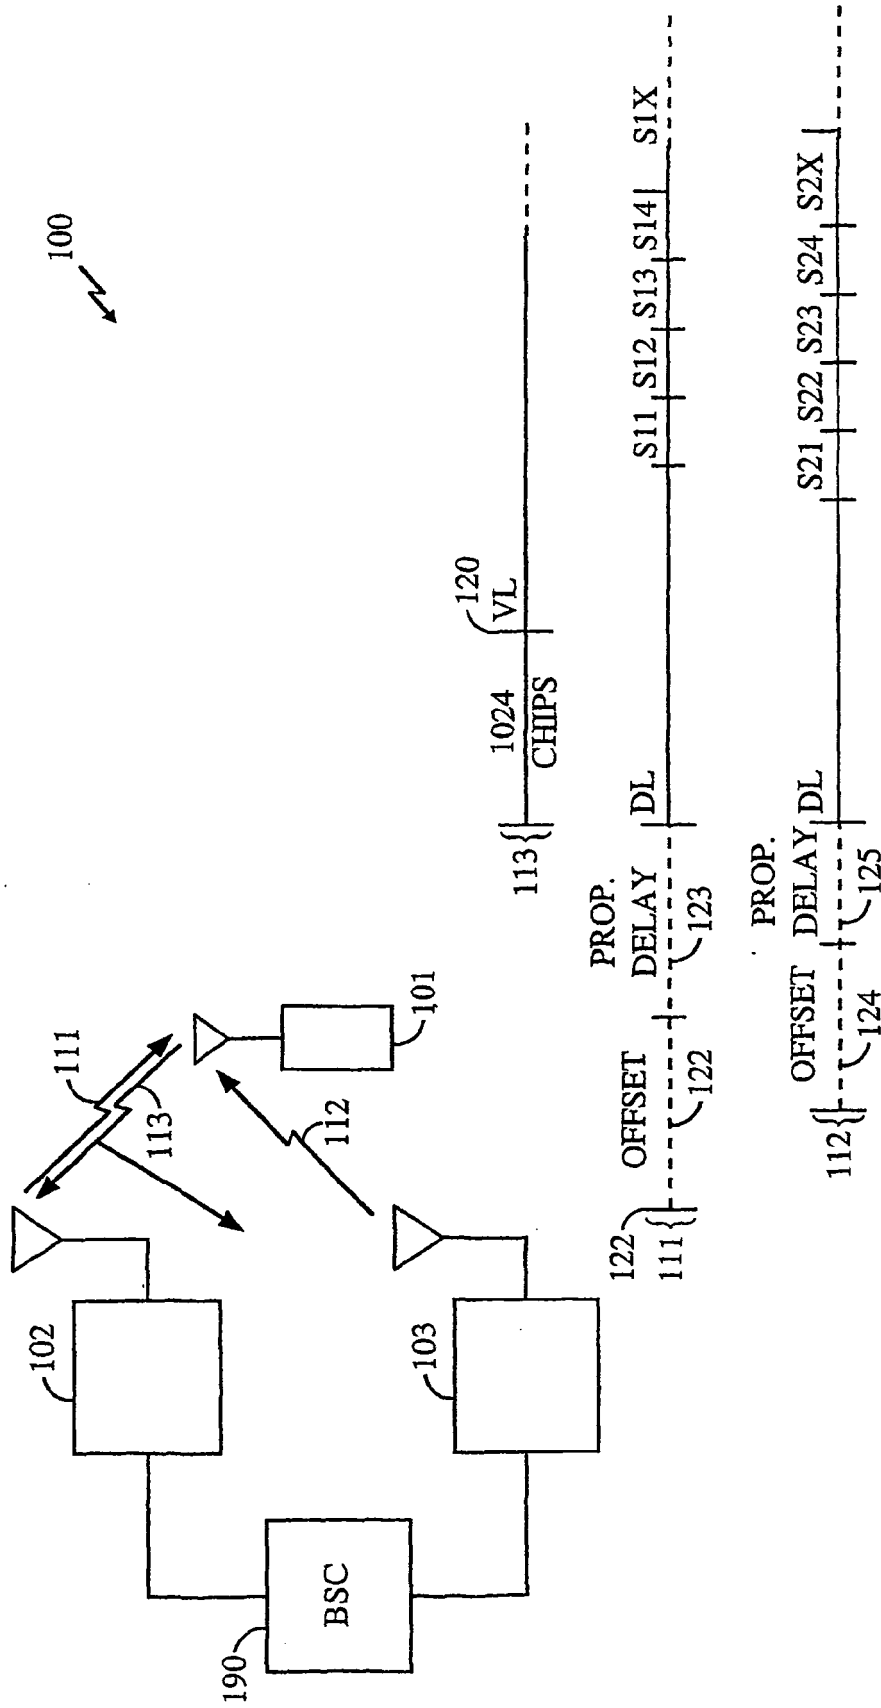 100
102
111
113
190
BSC
112
101
103
120
1024
VL
113
CHIPS
PROP.
122
OFFSET
DELAY
DL
S11
S12
S13
S14
S1X
111
122
123
PROP.
OFFSET
DELAY
DL
S21
S22
S23
S24
S2X
112
124
125